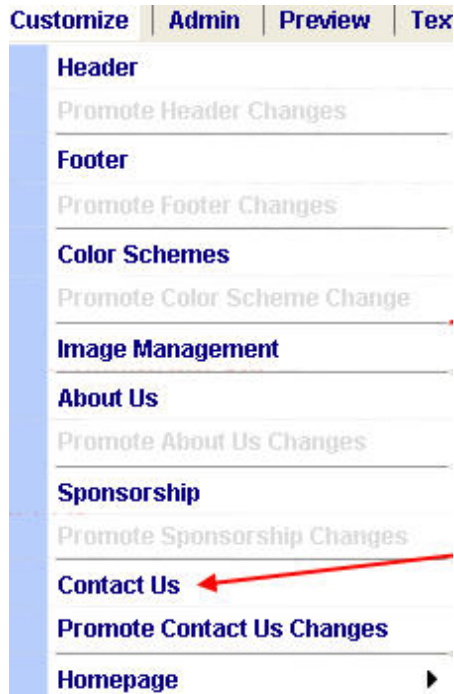 Customize | Admin | Preview | Tex
Header
Promote Header Changes
Footer
Promote Footer Changes
Color Schemes
Promote Color Scheme Change
Image Management
About Us
Promote About Us Changes
Sponsorship
Promote Sponsorship Changes
Contact Us
Promote Contact Us Changes
Homepage